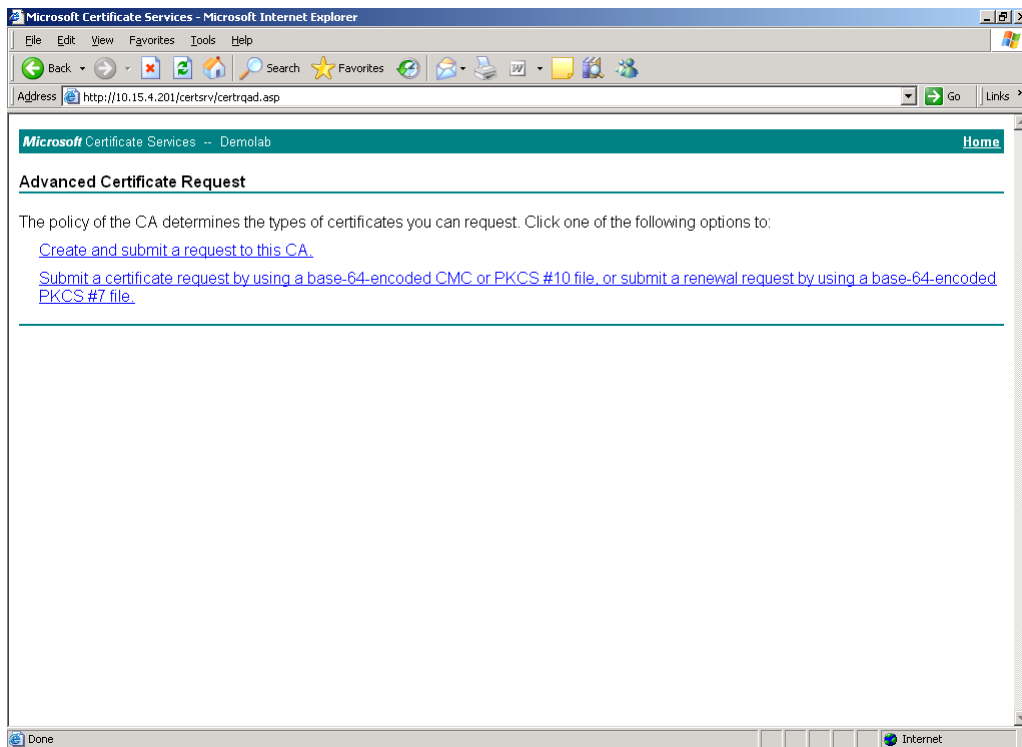 Microsoft Certificate Services - Microsoft Internet Explorer
File Edit View Favorites Tools Help
Back Search Favorites
Address http://10.15.4.201/certsrv/certrqad.asp Go Links
Microsoft Certificate Services -- Demolab Home
Advanced Certificate Request
The policy of the CA determines the types of certificates you can request. Click one of the following options to:
Create and submit a request to this CA.
Submit a certificate request by using a base-64-encoded CMC or PKCS #10 file, or submit a renewal request by using a base-64-encoded
PKCS #7 file.
Done Internet